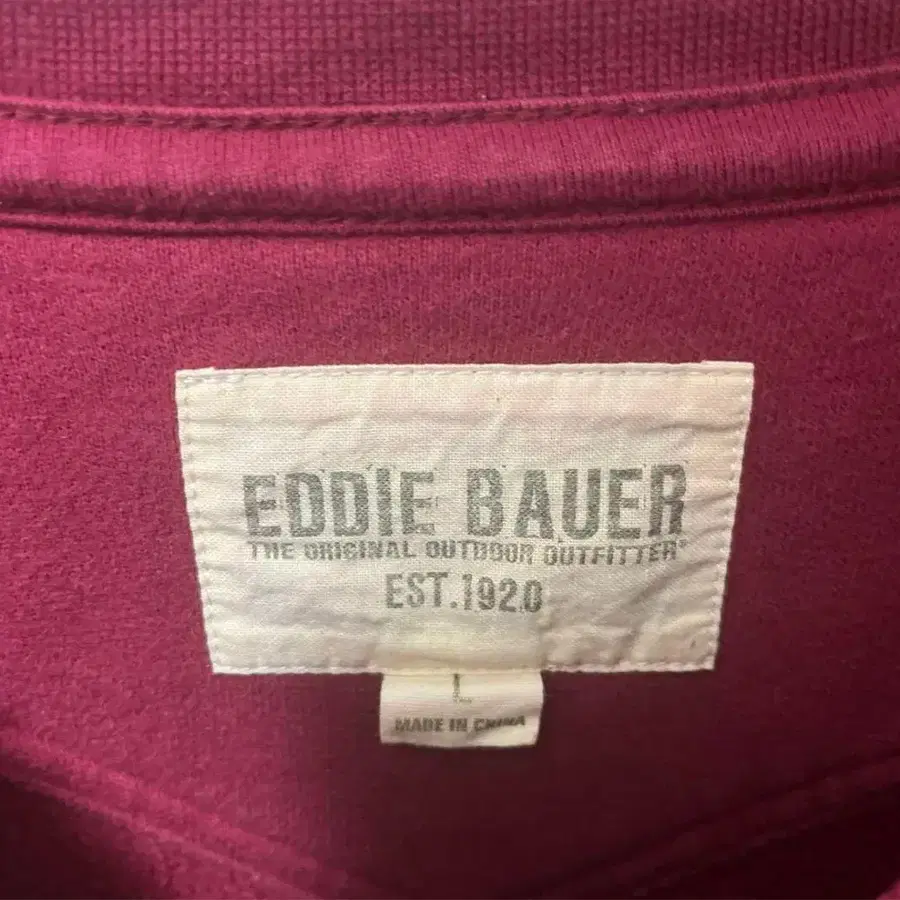 EDDIE BAUER
THE ORIGINAL OUTDOOR OUTFITTER®
EST.1920
L
MADE IN CHINA